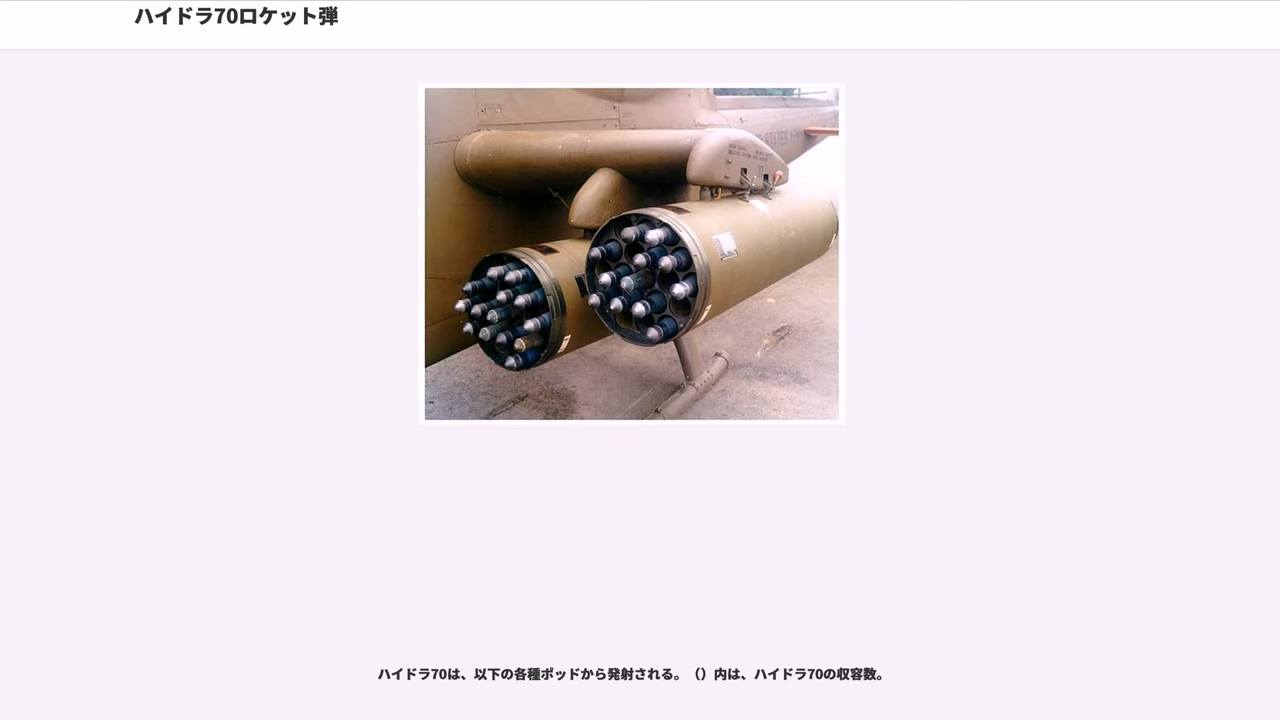 ハイドラ70ロケット弾
ハイドラ70は、以下の各種ポッドから発射される。（）内は、ハイドラ70の収容数。